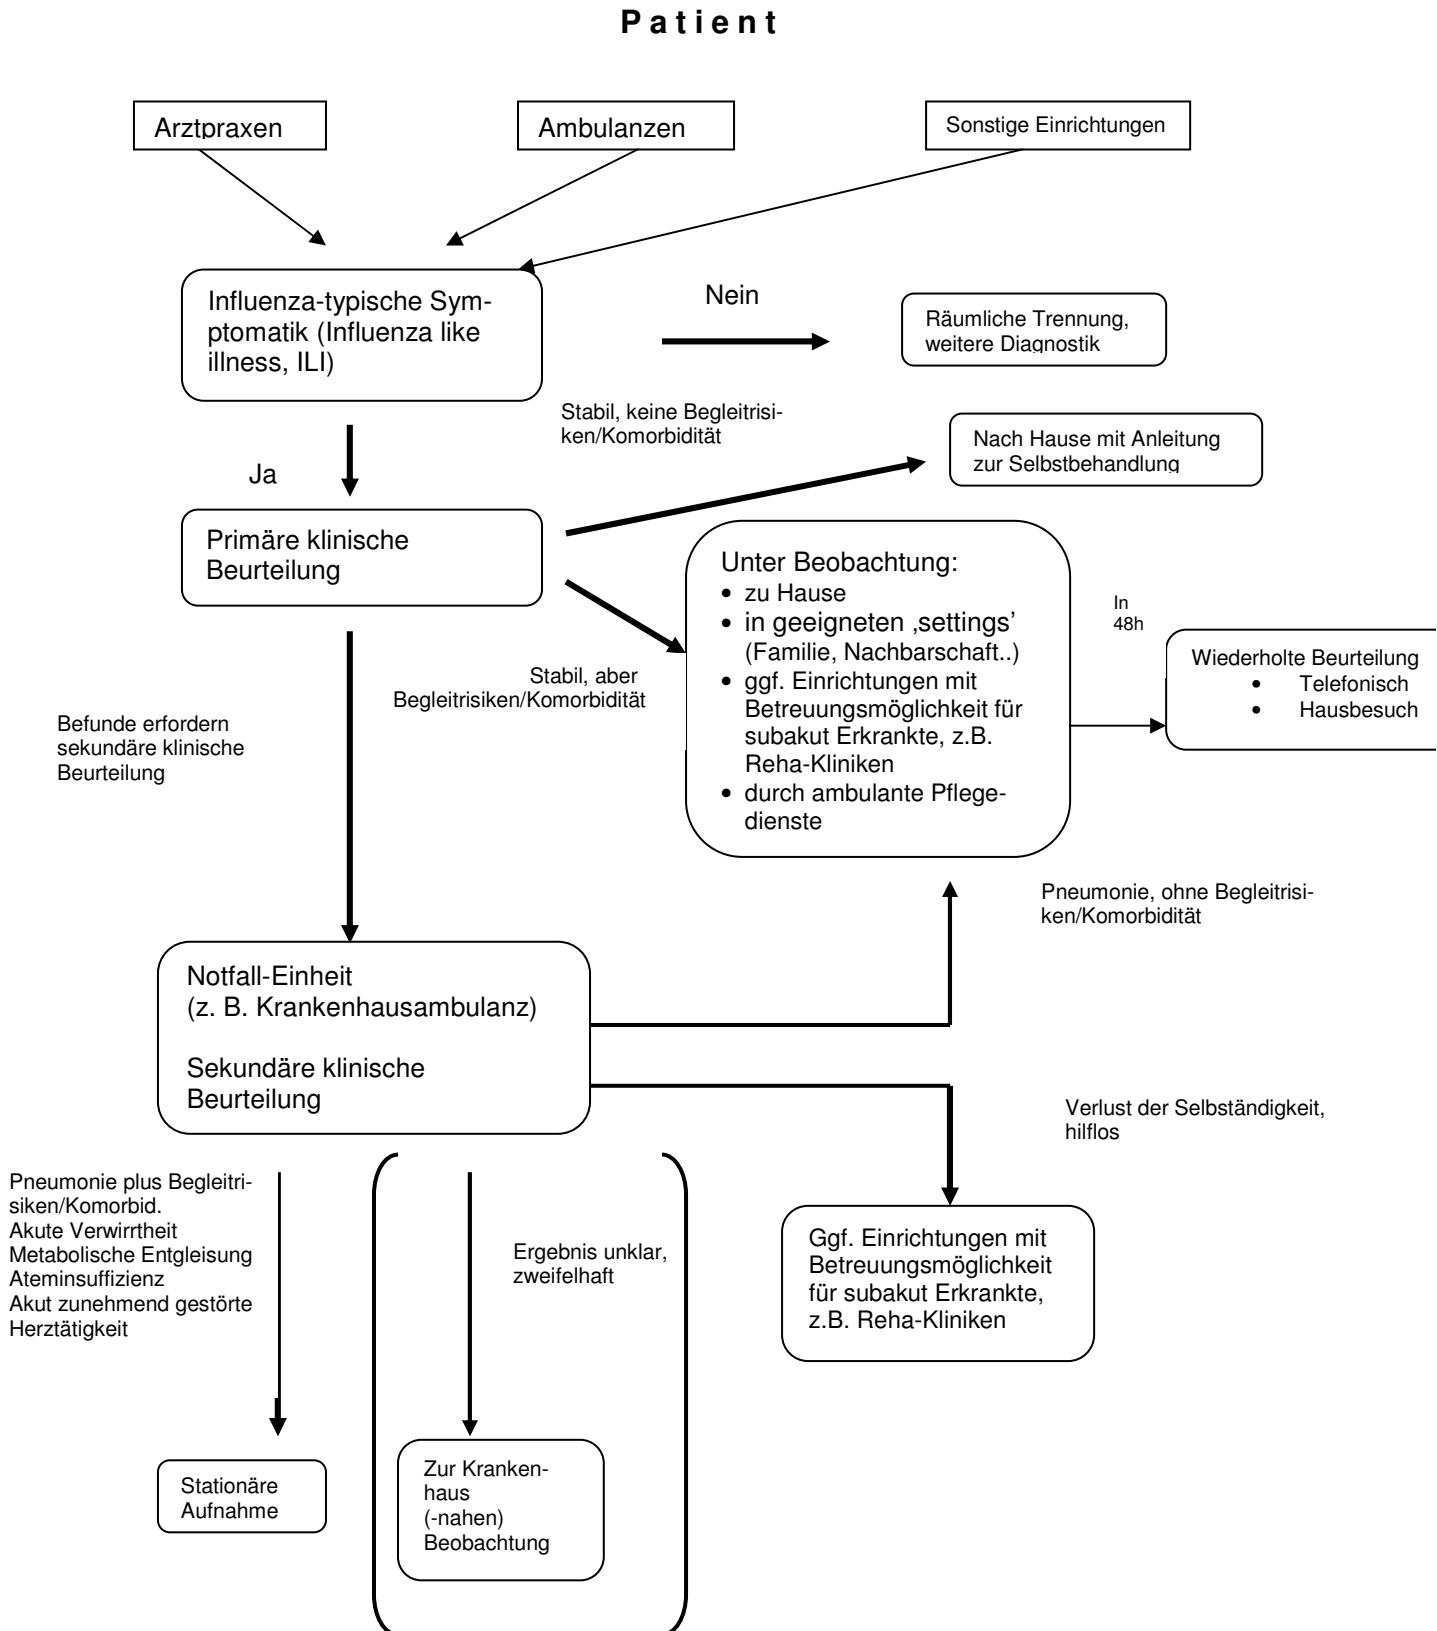 Patient
Arztpraxen
Ambulanzen
Sonstige Einrichtungen
Influenza-typische Sym-
ptomatik (Influenza like
illness, ILI)
Nein
Räumliche Trennung,
weitere Diagnostik
Stabil, keine Begleitrisi-
ken/Komorbidität
Nach Hause mit Anleitung
zur Selbstbehandlung
Ja
Primäre klinische
Beurteilung
Unter Beobachtung:
• zu Hause
• in geeigneten ‚settings’
(Familie, Nachbarschaft..)
• ggf. Einrichtungen mit
Betreuungsmöglichkeit für
subakut Erkrankte, z.B.
Reha-Kliniken
• durch ambulante Pflege-
dienste
In
48h
Wiederholte Beurteilung
• Telefonisch
• Hausbesuch
Stabil, aber
Begleitrisiken/Komorbidität
Befunde erfordern
sekundäre klinische
Beurteilung
Pneumonie, ohne Begleitrisi-
ken/Komorbidität
Notfall-Einheit
(z. B. Krankenhausambulanz)
Sekundäre klinische
Beurteilung
Verlust der Selbständigkeit,
hilflos
Pneumonie plus Begleitri-
siken/Komorbid.
Akute Verwirrtheit
Metabolische Entgleisung
Ateminsuffizienz
Akut zunehmend gestörte
Herztätigkeit
Ergebnis unklar,
zweifelhaft
Ggf. Einrichtungen mit
Betreuungsmöglichkeit
für subakut Erkrankte,
z.B. Reha-Kliniken
Stationäre
Aufnahme
Zur Kranken-
haus
(-nahen)
Beobachtung